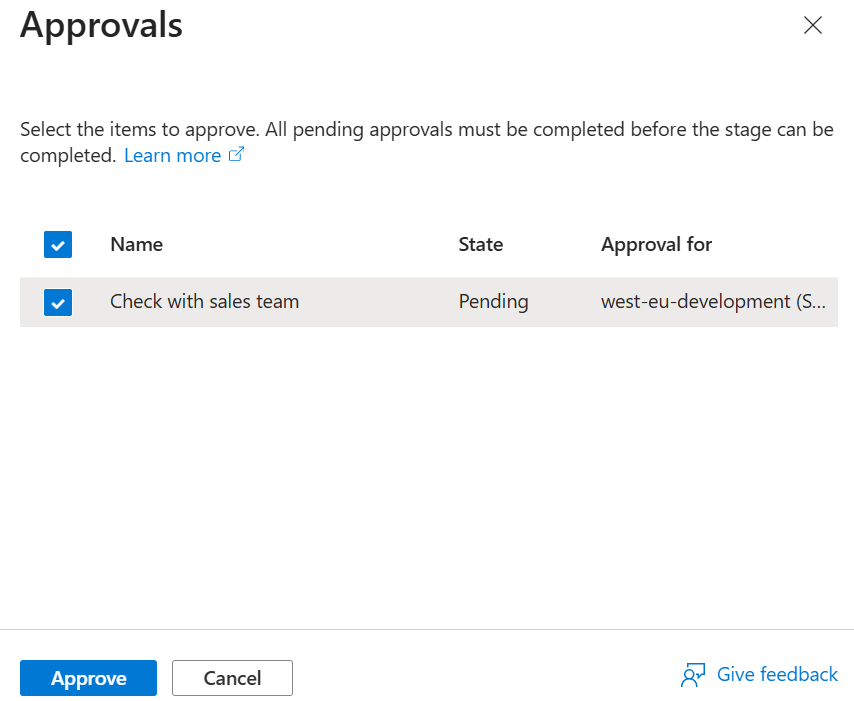 Approvals
Select the items to approve. All pending approvals must be completed before the stage can be
completed. Learn more
Name State Approval for
Check with sales team Pending west-eu-development (S...
Approve Cancel Give feedback